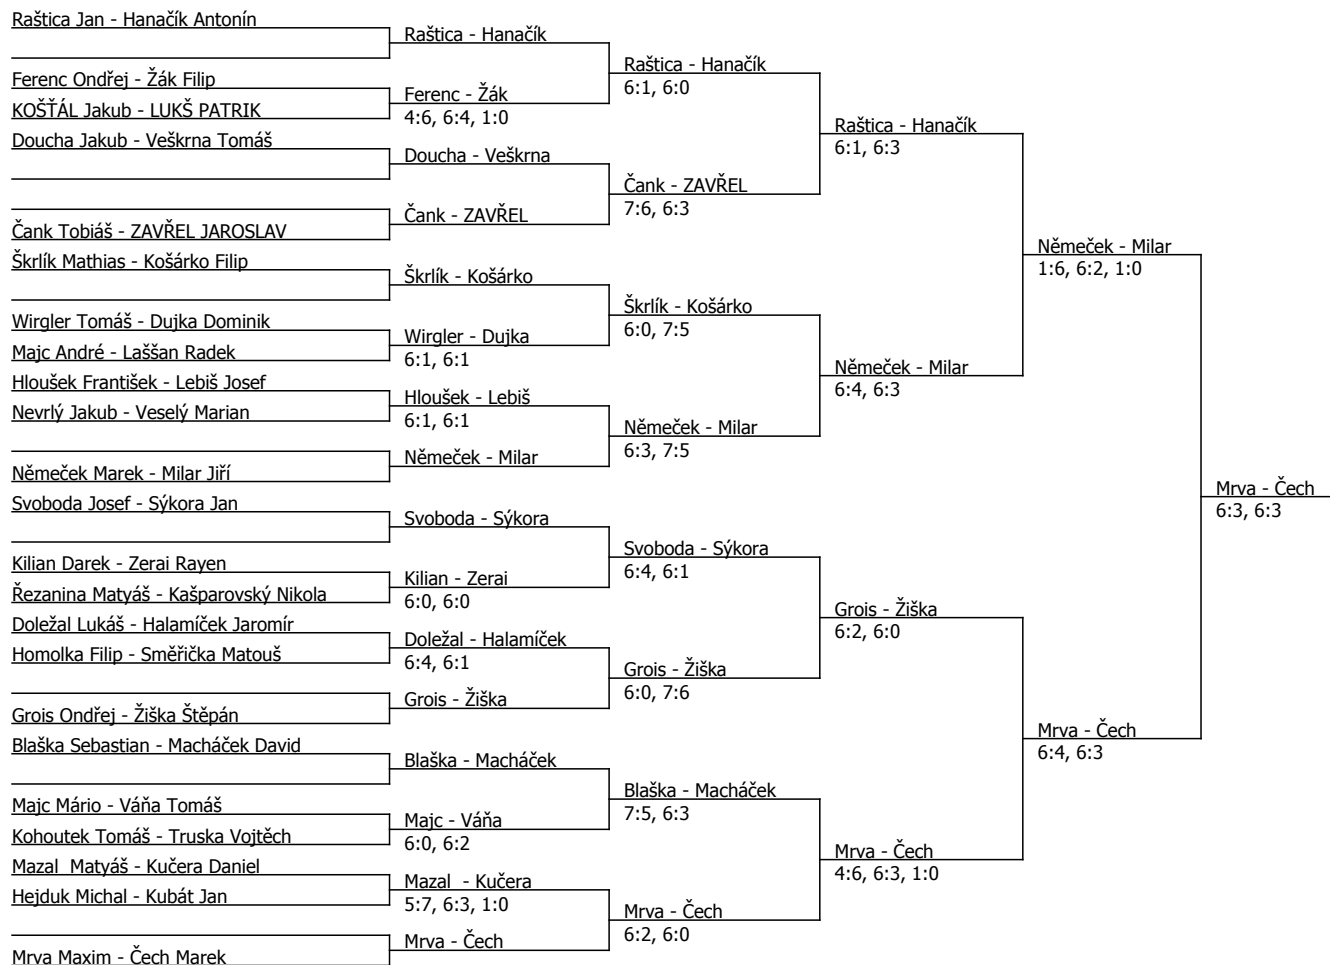 Raštica Jan - Hanačík Antonín
Ferenc Ondřej - Žák Filip
KOŠŤÁL Jakub - LUKŠ PATRIK
Doucha Jakub - Veškrna Tomáš
Čank Tobiáš - ZAVŘEL JAROSLAV
Škrlík Mathias - Košárko Filip
Wirgler Tomáš - Dujka Dominik
Majc André - Laššan Radek
Hloušek František - Lebiš Josef
Nevrlý Jakub - Veselý Marian
Němeček Marek - Milar Jiří
Svoboda Josef - Sýkora Jan
Kilian Darek - Zerai Rayen
Řezanina Matyáš - Kašparovský Nikola
Doležal Lukáš - Halamíček Jaromír
Homolka Filip - Směřička Matouš
Grois Ondřej - Žiška Štěpán
Blaška Sebastian - Macháček David
Majc Mário - Váňa Tomáš
Kohoutek Tomáš - Truska Vojtěch
Mazal  Matyáš - Kučera Daniel
Hejduk Michal - Kubát Jan
Mrva Maxim - Čech Marek
Raštica - Hanačík
Ferenc - Žák
4:6, 6:4, 1:0
Doucha - Veškrna
Čank - ZAVŘEL
Škrlík - Košárko
Wirgler - Dujka
6:1, 6:1
Hloušek - Lebiš
6:1, 6:1
Němeček - Milar
Svoboda - Sýkora
Kilian - Zerai
6:0, 6:0
Doležal - Halamíček
6:4, 6:1
Grois - Žiška
Blaška - Macháček
Majc - Váňa
6:0, 6:2
Mazal  - Kučera
5:7, 6:3, 1:0
Mrva - Čech
Raštica - Hanačík
6:1, 6:0
Čank - ZAVŘEL
7:6, 6:3
Škrlík - Košárko
6:0, 7:5
Němeček - Milar
6:3, 7:5
Svoboda - Sýkora
6:4, 6:1
Grois - Žiška
6:0, 7:6
Blaška - Macháček
7:5, 6:3
Mrva - Čech
6:2, 6:0
Raštica - Hanačík
6:1, 6:3
Němeček - Milar
6:4, 6:3
Grois - Žiška
6:2, 6:0
Mrva - Čech
4:6, 6:3, 1:0
Němeček - Milar
1:6, 6:2, 1:0
Mrva - Čech
6:4, 6:3
Mrva - Čech
6:3, 6:3